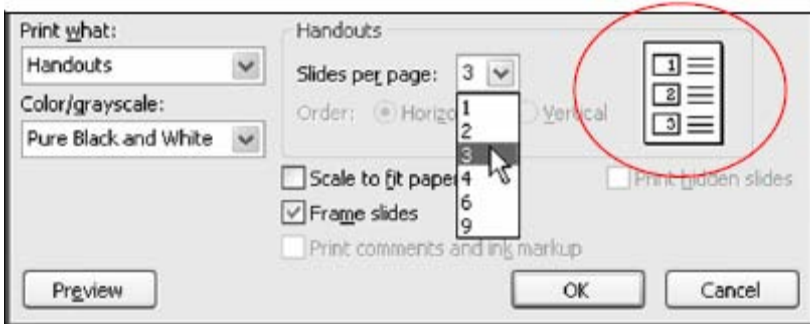 Print what:
Handouts
Color/grayscale:
Pure Black and White
Handouts
Slides per page: 3
Order: Horizo Vertical
1
2
3
4
6
9
1
2
3
Scale to fit paper
Print hidden slides
Frame slides
Print comments and ink markup
Preview
OK
Cancel